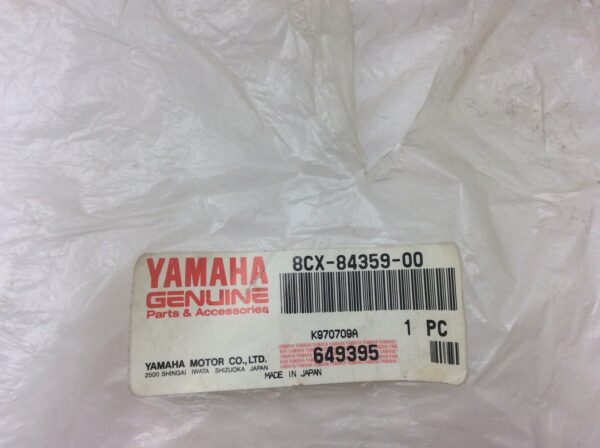 YAMAHA
GENUINE
Parts & Accessories
8CX-84359-00
K970709A
1 PC
649395
YAMAHA MOTOR CO., LTD.
2500 SHINGAI IWATA SHIZUOKA JAPAN
MADE IN JAPAN